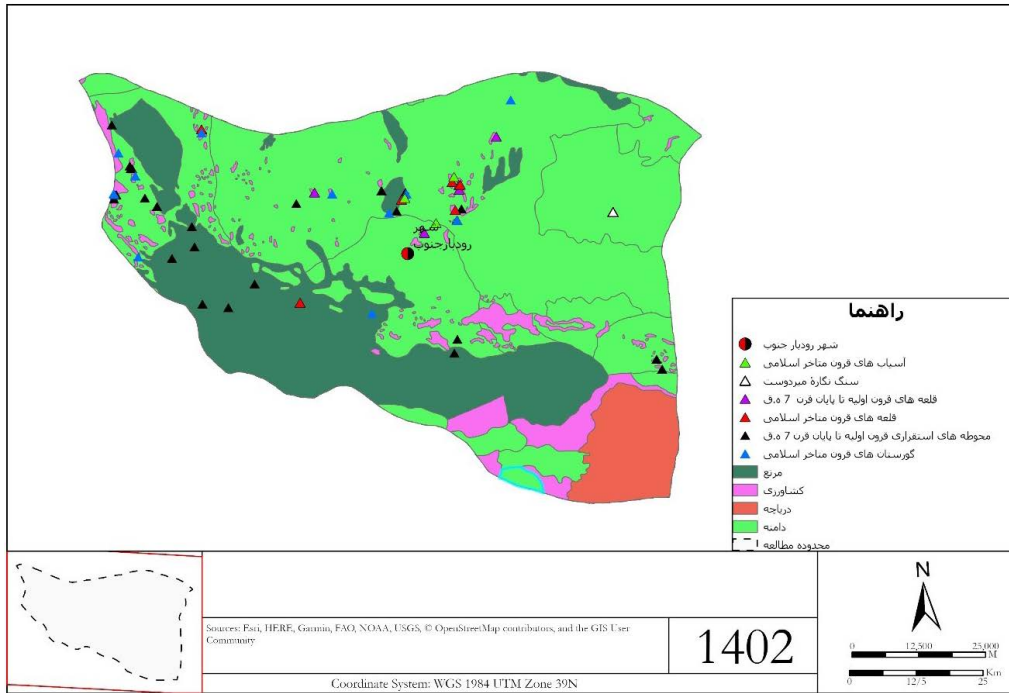 شهر
رودبارجنوب
راهنما
شهر رودبار جنوب
آسیاب های قرون متاخر اسلامی
سنگ نگارهٔ میردوست
قلعه های قرون اولیه تا پایان قرن 7 ه.ق
قلعه های قرون متاخر اسلامی
محوطه های استقراری قرون اولیه تا پایان قرن 7 ه.ق
گورستان های قرون متاخر اسلامی
مرتع
کشاورزی
دریاچه
دامنه
محدوده مطالعه
Sources: Esri, HERE, Garmin, FAO, NOAA, USGS, © OpenStreetMap contributors, and the GIS User
Community
1402
Coordinate System: WGS 1984 UTM Zone 39N
N
0 12,500 25,000
M
Km
0 12/5 25